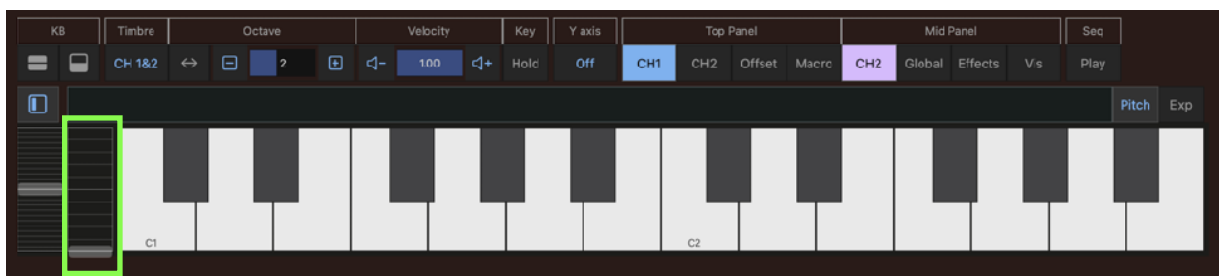 KB Timbre Octave Velocity Key Y axis Top Panel Mid Panel Seq
CH 1&2 2 100 Hold Off CH1 CH2 Offset Macro CH2 Global Effects Vis Play
Pitch Exp
C1 C2